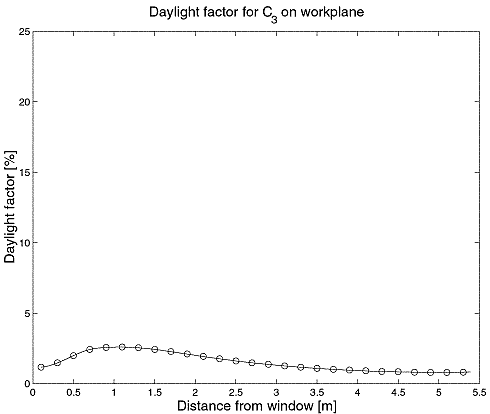 Daylight factor for C3 on workplane
25
20
15
10
5
0
Daylight factor [%]
0 0.5 1 1.5 2 2.5 3 3.5 4 4.5 5 5.5
Distance from window [m]